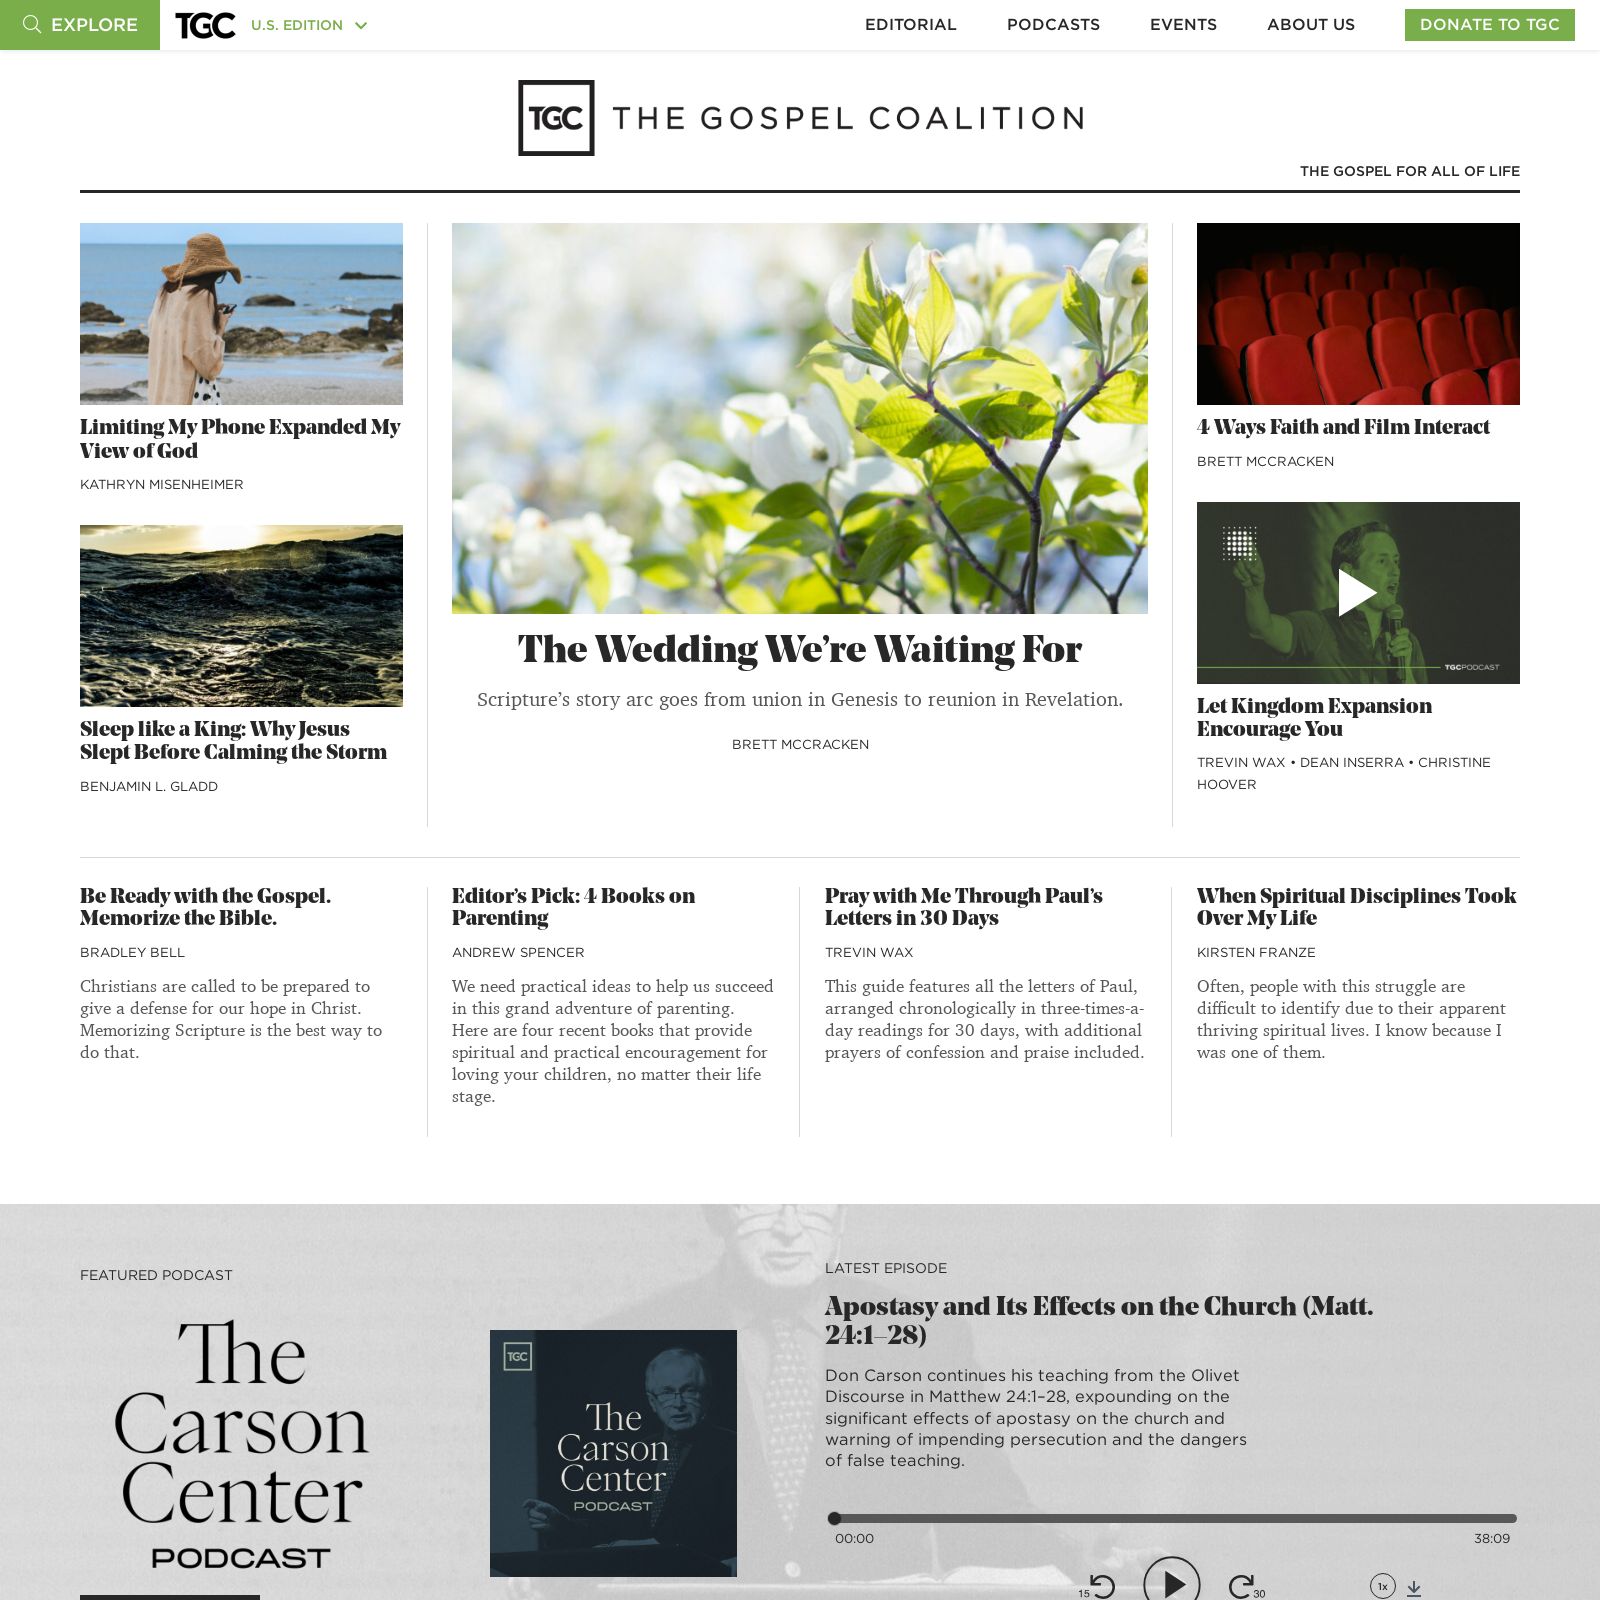 EXPLORE
TGC
U.S. EDITION
EDITORIAL
PODCASTS
EVENTS
ABOUT US
DONATE TO TGC
TGC THE GOSPEL COALITION
THE GOSPEL FOR ALL OF LIFE
Limiting My Phone Expanded My
View of God
KATHRYN MISENHEIMER
Sleep like a King: Why Jesus
Slept Before Calming the Storm
BENJAMIN L. GLADD
The Wedding We’re Waiting For
Scripture’s story arc goes from union in Genesis to reunion in Revelation.
BRETT MCCRACKEN
4 Ways Faith and Film Interact
BRETT MCCRACKEN
TGCPODCAST
Let Kingdom Expansion
Encourage You
TREVIN WAX • DEAN INSERRA • CHRISTINE
HOOVER
Be Ready with the Gospel.
Memorize the Bible.
BRADLEY BELL
Christians are called to be prepared to
give a defense for our hope in Christ.
Memorizing Scripture is the best way to
do that.
Editor’s Pick: 4 Books on
Parenting
ANDREW SPENCER
We need practical ideas to help us succeed
in this grand adventure of parenting.
Here are four recent books that provide
spiritual and practical encouragement for
loving your children, no matter their life
stage.
Pray with Me Through Paul’s
Letters in 30 Days
TREVIN WAX
This guide features all the letters of Paul,
arranged chronologically in three-times-a-
day readings for 30 days, with additional
prayers of confession and praise included.
When Spiritual Disciplines Took
Over My Life
KIRSTEN FRANZE
Often, people with this struggle are
difficult to identify due to their apparent
thriving spiritual lives. I know because I
was one of them.
FEATURED PODCAST
The
Carson
Center
PODCAST
TGC
The
Carson
Center
PODCAST
LATEST EPISODE
Apostasy and Its Effects on the Church (Matt.
24:1–28)
Don Carson continues his teaching from the Olivet
Discourse in Matthew 24:1–28, expounding on the
significant effects of apostasy on the church and
warning of impending persecution and the dangers
of false teaching.
00:00
38:09
15
30
1x